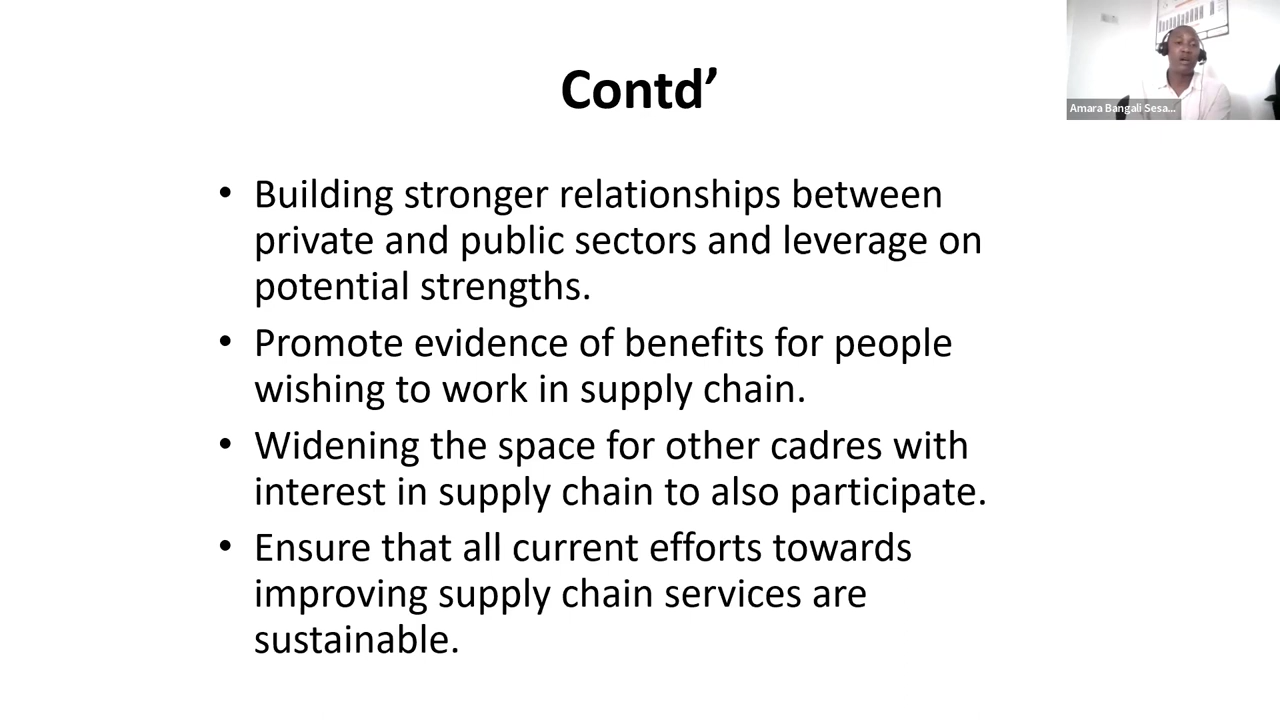 Contd’
• Building stronger relationships between
private and public sectors and leverage on
potential strengths.
• Promote evidence of benefits for people
wishing to work in supply chain.
• Widening the space for other cadres with
interest in supply chain to also participate.
• Ensure that all current efforts towards
improving supply chain services are
sustainable.
Amara Bangali Sesa...